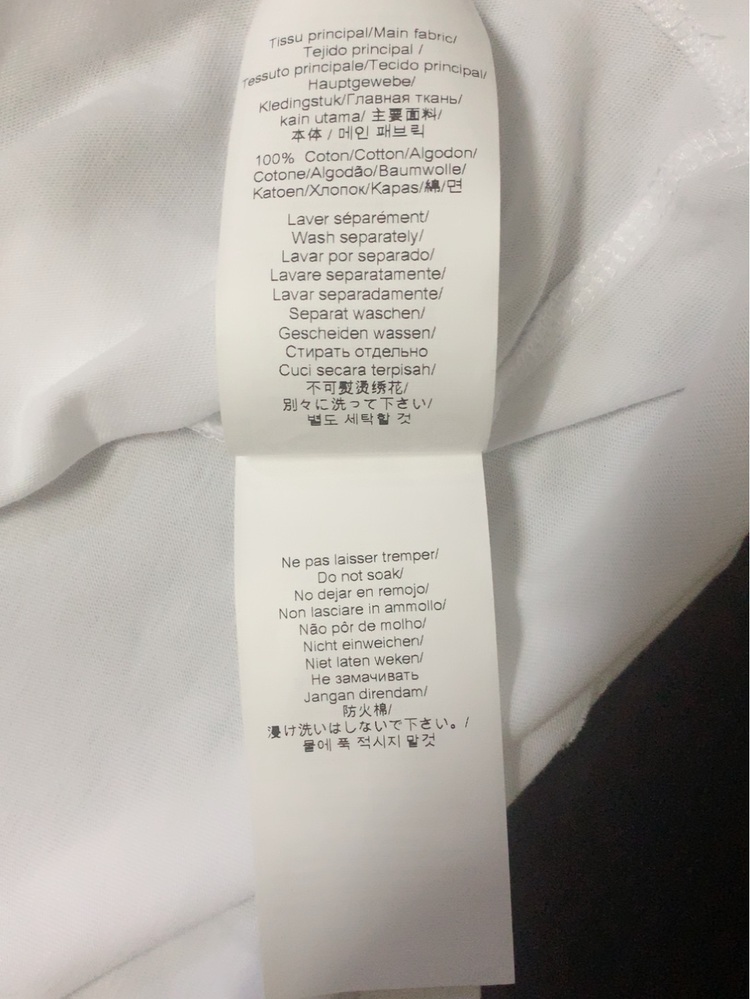 Tissu principal/Main fabric/
Tejido principal /
Tessuto principale/Tecido principal/
Hauptgewebe/
Kledingstuk/Главная ткань/
kain utama/ 主要面料/
本体 / 메인 패브릭
100% Coton/Cotton/Algodon/
Cotone/Algodão/Baumwolle/
Katoen/Хлопок/Kapas/綿/면
Laver séparément/
Wash separately/
Lavar por separado/
Lavare separatamente/
Lavar separadamente/
Separat waschen/
Gescheiden wassen/
Стирать отдельно
Cuci secara terpisah/
不可熨烫绣花/
別々に洗って下さい/
별도 세탁할 것
Ne pas laisser tremper/
Do not soak/
No dejar en remojo/
Non lasciare in ammollo/
Não pôr de molho/
Nicht einweichen/
Niet laten weken/
Не замачивать
Jangan direndam/
防火棉/
浸け洗いはしないで下さい。/
물에 푹 적시지 말것